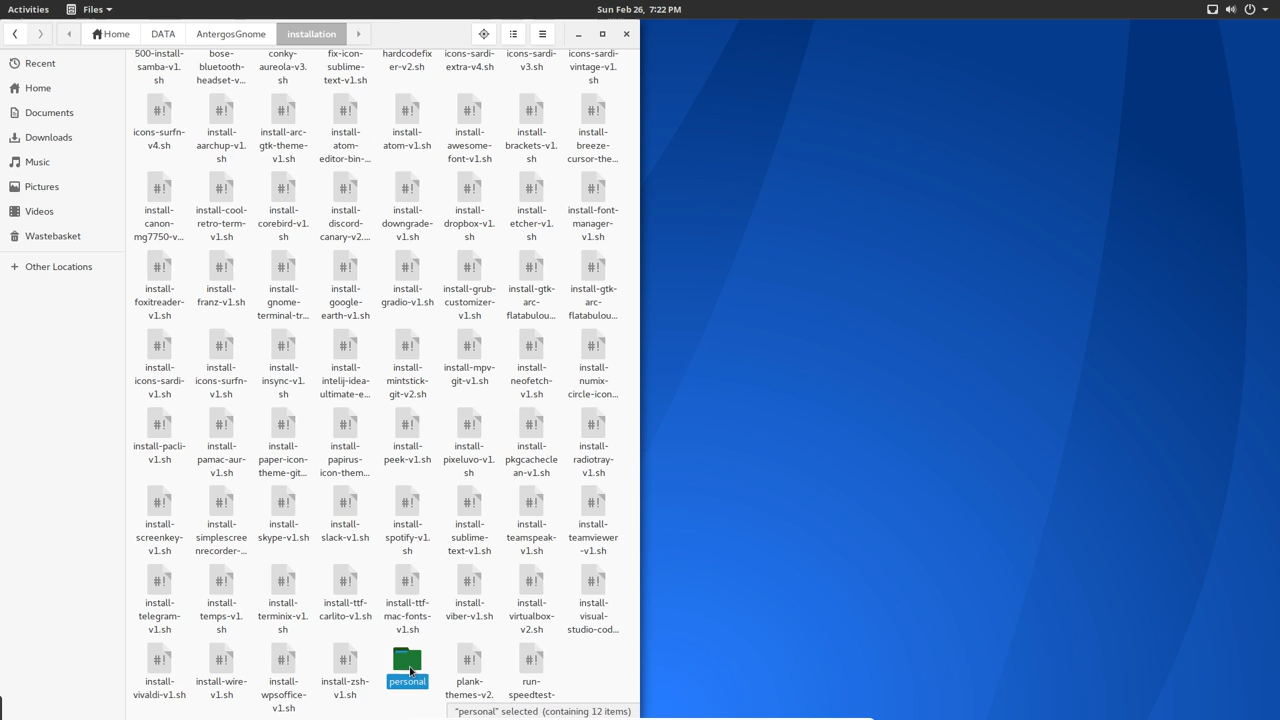 Activities
Files
Sun Feb 26, 7:22 PM
Home
DATA
AntergosGnome
installation
Recent
Home
Documents
Downloads
Music
Pictures
Videos
Wastebasket
Other Locations
500-install-
samba-v1.
sh
bose-
bluetooth-
headset-v...
conky-
aureola-v3.
sh
fix-icon-
sublime-
text-v1.sh
hardcodefix
er-v2.sh
icons-sardi-
extra-v4.sh
icons-sardi-
v3.sh
icons-sardi-
vintage-v1.
sh
icons-surfn-
v4.sh
install-
aarchup-v1.
sh
install-arc-
gtk-theme-
v1.sh
install-
atom-
editor-bin-...
install-
atom-v1.sh
install-
awesome-
font-v1.sh
install-
brackets-v1.
sh
install-
breeze-
cursor-the...
install-
canon-
mg7750-v...
install-cool-
retro-term-
v1.sh
install-
corebird-v1.
sh
install-
discord-
canary-v2....
install-
downgrade-
v1.sh
install-
dropbox-v1.
sh
install-
etcher-v1.
sh
install-font-
manager-
v1.sh
install-
foxitreader-
v1.sh
install-
franz-v1.sh
install-
gnome-
terminal-tr...
install-
google-
earth-v1.sh
install-
gradio-v1.sh
install-grub-
customizer-
v1.sh
install-gtk-
arc-
flatabulou...
install-gtk-
arc-
flatabulou...
install-
icons-sardi-
v1.sh
install-
icons-surfn-
v1.sh
install-
insync-v1.
sh
install-
intelij-idea-
ultimate-e...
install-
mintstick-
git-v2.sh
install-mpv-
git-v1.sh
install-
neofetch-
v1.sh
install-
numix-
circle-icon...
install-pacli-
v1.sh
install-
pamac-aur-
v1.sh
install-
paper-icon-
theme-git...
install-
papirus-
icon-them...
install-
peek-v1.sh
install-
pixeluvo-v1.
sh
install-
pkgcachecle
an-v1.sh
install-
radiotray-
v1.sh
install-
screenkey-
v1.sh
install-
simplescree
nrecorder-...
install-
skype-v1.sh
install-
slack-v1.sh
install-
spotify-v1.
sh
install-
sublime-
text-v1.sh
install-
teamspeak-
v1.sh
install-
teamviewer
-v1.sh
install-
telegram-
v1.sh
install-
temps-v1.
sh
install-
terminix-v1.
sh
install-ttf-
carlito-v1.sh
install-ttf-
mac-fonts-
v1.sh
install-
viber-v1.sh
install-
virtualbox-
v2.sh
install-
visual-
studio-cod...
install-
vivaldi-v1.sh
install-wire-
v1.sh
install-
wpsoffice-
v1.sh
install-zsh-
v1.sh
personal
plank-
themes-v2.
run-
speedtest-
"personal" selected (containing 12 items)